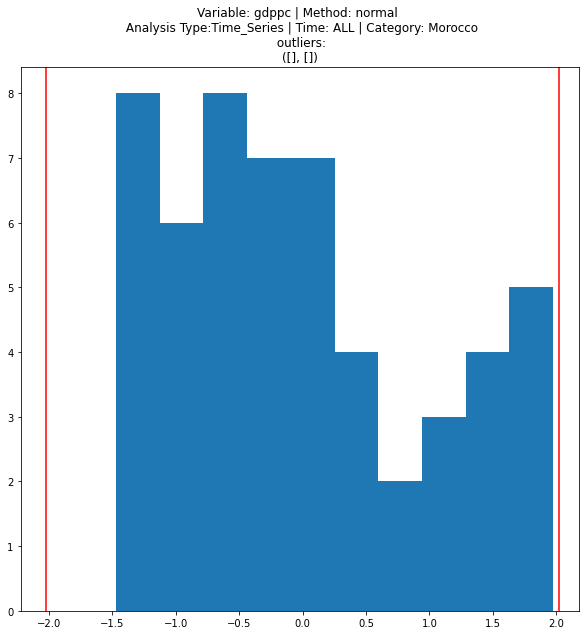 Variable: gdppc | Method: normal
Analysis Type:Time_Series | Time: ALL | Category: Morocco
outliers:
([], [])
8
7
6
5
4
3
2
1
0
−2.0 −1.5 −1.0 −0.5 0.0 0.5 1.0 1.5 2.0